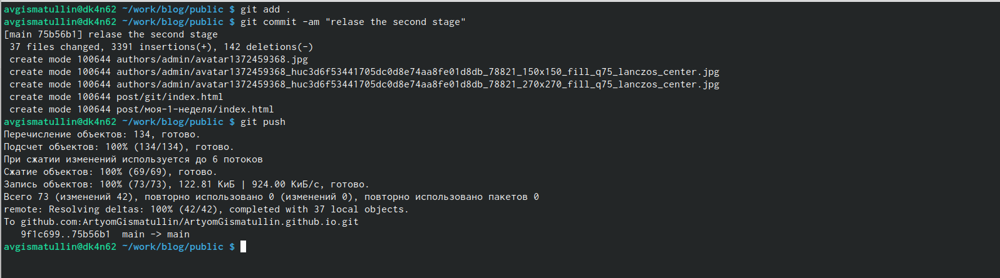 avgismatullin@dk4n62 ~/work/blog/public $ git add .
avgismatullin@dk4n62 ~/work/blog/public $ git commit -am "relase the second stage"
[main 75b56b1] relase the second stage
 37 files changed, 3391 insertions(+), 142 deletions(-)
 create mode 100644 authors/admin/avatar1372459368.jpg
 create mode 100644 authors/admin/avatar1372459368_huc3d6f53441705dc0d8e74aa8fe01d8db_78821_150x150_fill_q75_lanczos_center.jpg
 create mode 100644 authors/admin/avatar1372459368_huc3d6f53441705dc0d8e74aa8fe01d8db_78821_270x270_fill_q75_lanczos_center.jpg
 create mode 100644 post/git/index.html
 create mode 100644 post/моя-1-неделя/index.html
avgismatullin@dk4n62 ~/work/blog/public $ git push
Перечисление объектов: 134, готово.
Подсчет объектов: 100% (134/134), готово.
При сжатии изменений используется до 6 потоков
Сжатие объектов: 100% (69/69), готово.
Запись объектов: 100% (73/73), 122.81 КиБ | 924.00 КиБ/с, готово.
Всего 73 (изменений 42), повторно использовано 0 (изменений 0), повторно использовано пакетов 0
remote: Resolving deltas: 100% (42/42), completed with 37 local objects.
To github.com:ArtyomGismatullin/ArtyomGismatullin.github.io.git
   9f1c699..75b56b1  main -> main
avgismatullin@dk4n62 ~/work/blog/public $